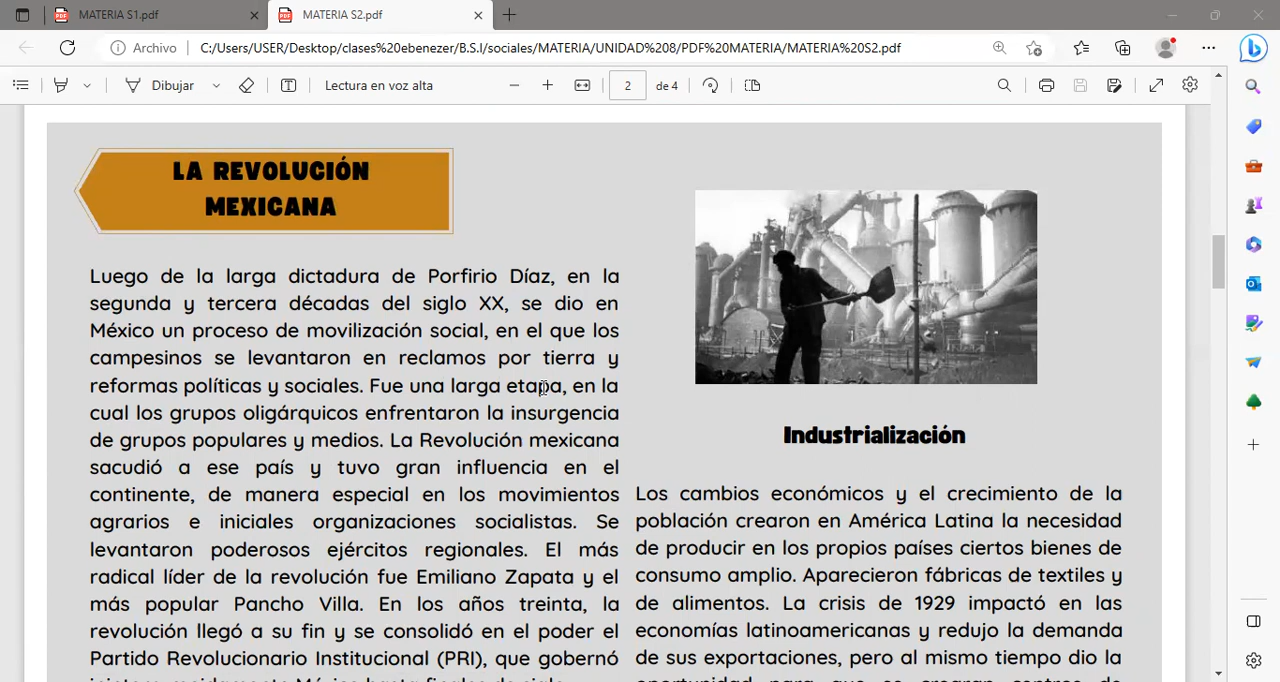 MATERIA S1.pdf
MATERIA S2.pdf
Archivo
C:/Users/USER/Desktop/clases%20ebenezer/B.S.I/sociales/MATERIA/UNIDAD%208/PDF%20MATERIA/MATERIA%20S2.pdf
Dibujar
Lectura en voz alta
2
de 4
LA REVOLUCIÓN
MEXICANA
Luego de la larga dictadura de Porfirio Díaz, en la
segunda y tercera décadas del siglo XX, se dio en
México un proceso de movilización social, en el que los
campesinos se levantaron en reclamos por tierra y
reformas políticas y sociales. Fue una larga etapa, en la
cual los grupos oligárquicos enfrentaron la insurgencia
de grupos populares y medios. La Revolución mexicana
sacudió a ese país y tuvo gran influencia en el
continente, de manera especial en los movimientos
agrarios e iniciales organizaciones socialistas. Se
levantaron poderosos ejércitos regionales. El más
radical líder de la revolución fue Emiliano Zapata y el
más popular Pancho Villa. En los años treinta, la
revolución llegó a su fin y se consolidó en el poder el
Partido Revolucionario Institucional (PRI), que gobernó
Industrialización
Los cambios económicos y el crecimiento de la
población crearon en América Latina la necesidad
de producir en los propios países ciertos bienes de
consumo amplio. Aparecieron fábricas de textiles y
de alimentos. La crisis de 1929 impactó en las
economías latinoamericanas y redujo la demanda
de sus exportaciones, pero al mismo tiempo dio la